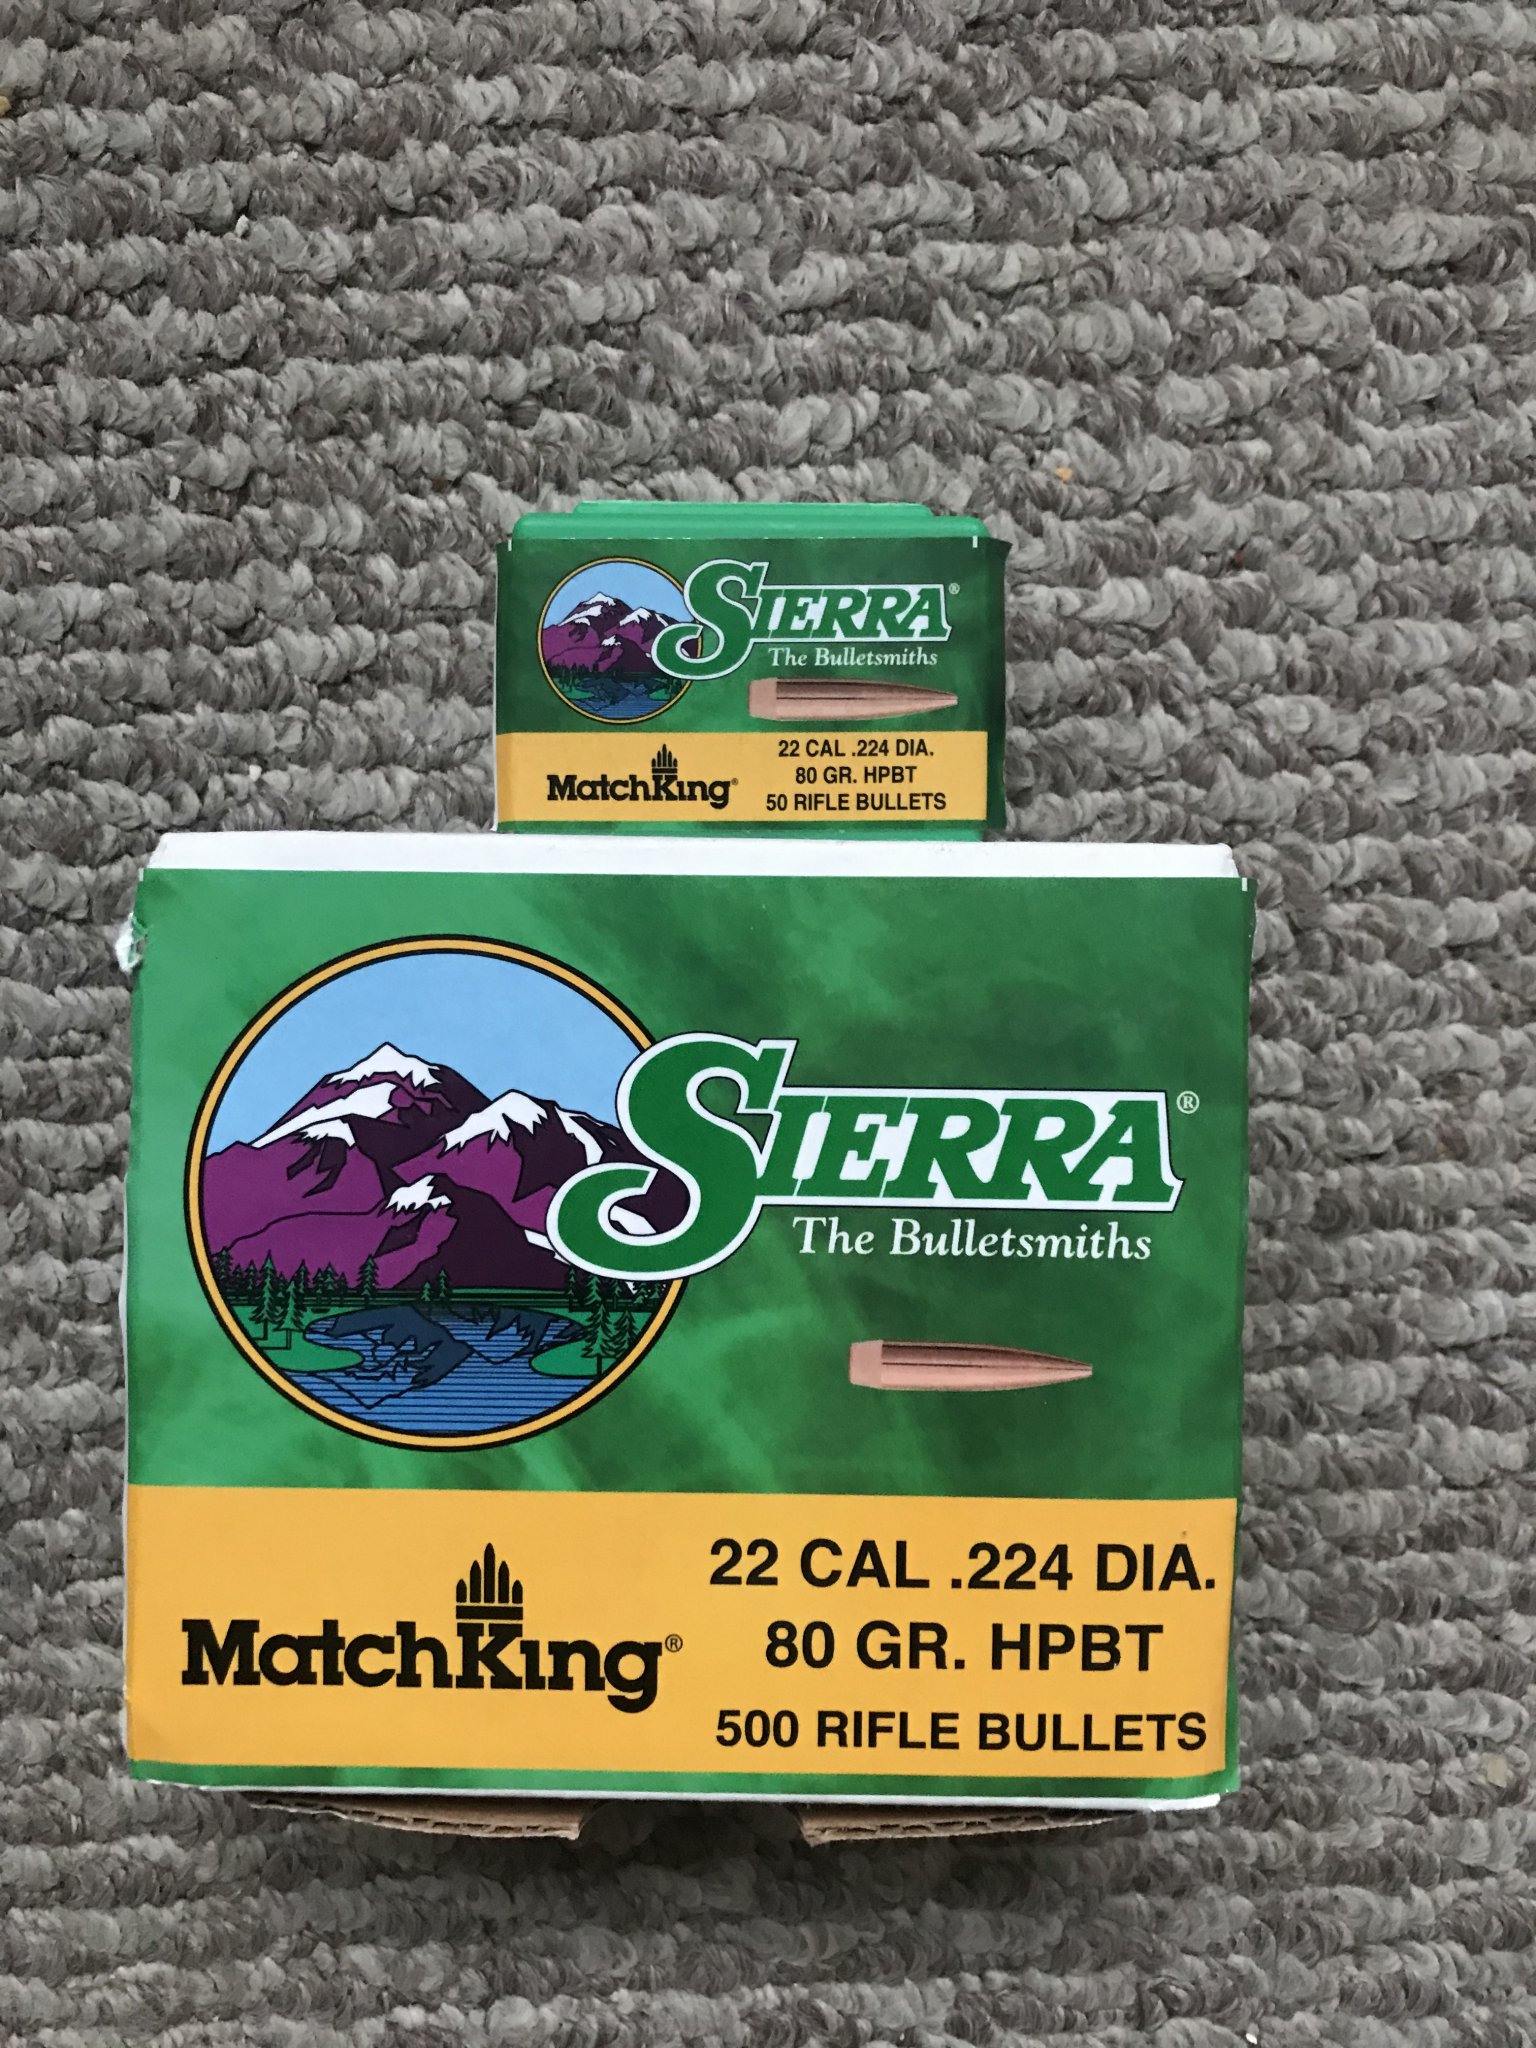 SIERRA®
The Bulletsmiths
MatchKing®
22 CAL .224 DIA.
80 GR. HPBT
50 RIFLE BULLETS
SIERRA®
The Bulletsmiths
MatchKing®
22 CAL .224 DIA.
80 GR. HPBT
500 RIFLE BULLETS